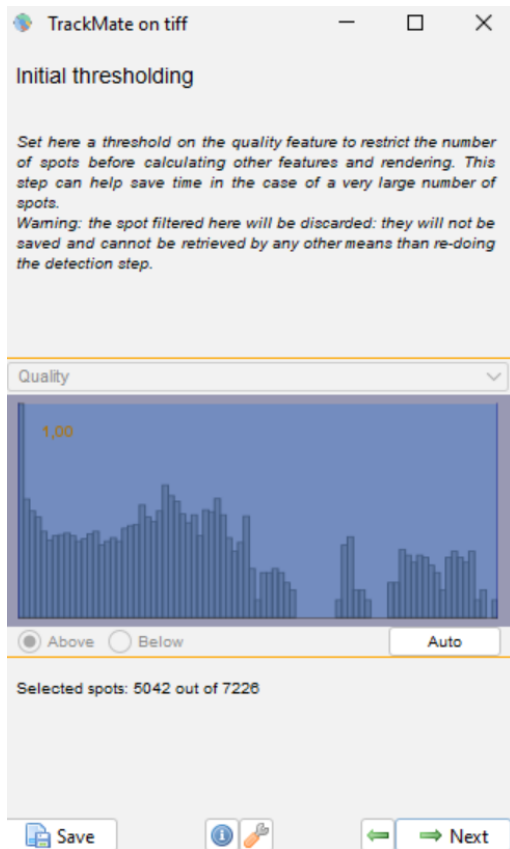 TrackMate on tiff
Initial thresholding
Set here a threshold on the quality feature to restrict the number
of spots before calculating other features and rendering. This
step can help save time in the case of a very large number of
spots.
Warning: the spot filtered here will be discarded: they will not be
saved and cannot be retrieved by any other means than re-doing
the detection step.
Quality
1,00
Above Below Auto
Selected spots: 5042 out of 7226
Save Next